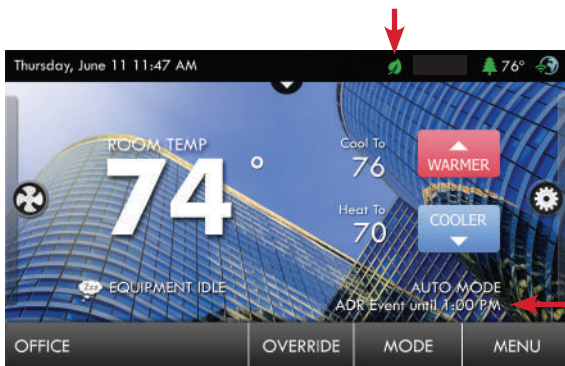 Thursday, June 11 11:47 AM
76°
ROOM TEMP
74°
Cool To
76
WARMER
Heat To
70
COOLER
Zzz
EQUIPMENT IDLE
AUTO MODE
ADR Event until 1:00 PM
OFFICE
OVERRIDE
MODE
MENU